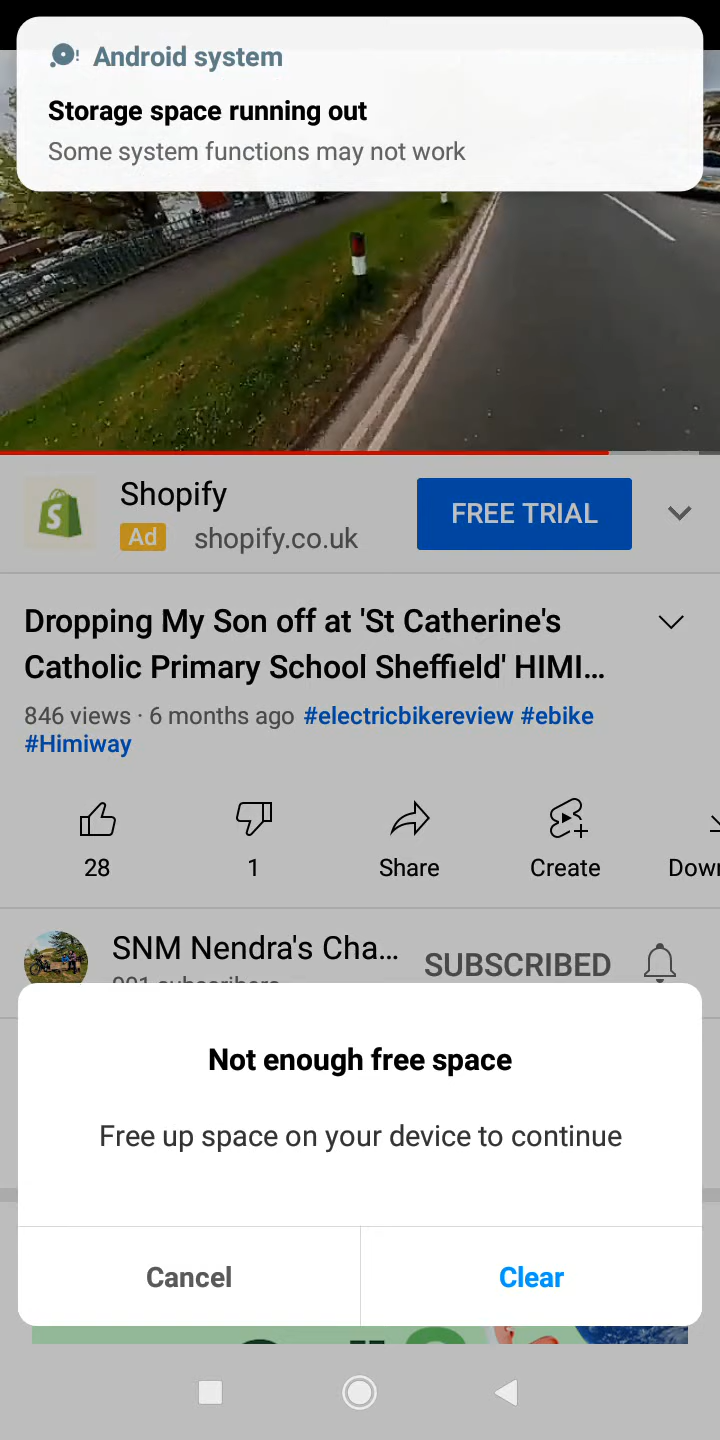 Android system
Storage space running out
Some system functions may not work
Shopify
Ad shopify.co.uk
FREE TRIAL
Dropping My Son off at 'St Catherine's
Catholic Primary School Sheffield' HIMI...
846 views · 6 months ago #electricbikereview #ebike
#Himiway
28
1
Share
Create
Down
SNM Nendra's Cha...
SUBSCRIBED
Not enough free space
Free up space on your device to continue
Cancel
Clear